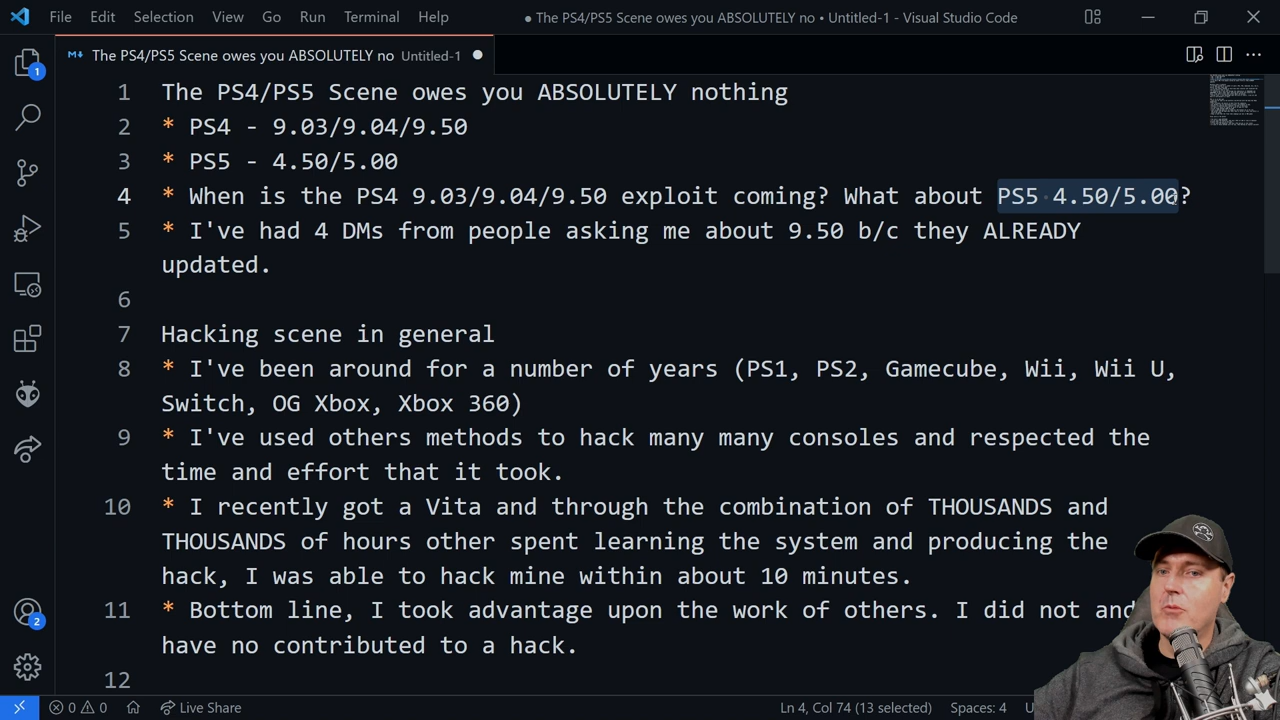 File Edit Selection View Go Run Terminal Help
● The PS4/PS5 Scene owes you ABSOLUTELY no • Untitled-1 - Visual Studio Code
The PS4/PS5 Scene owes you ABSOLUTELY no Untitled-1 ●
1 The PS4/PS5 Scene owes you ABSOLUTELY nothing
2 * PS4 - 9.03/9.04/9.50
3 * PS5 - 4.50/5.00
4 * When is the PS4 9.03/9.04/9.50 exploit coming? What about PS5 4.50/5.00?
5 * I've had 4 DMs from people asking me about 9.50 b/c they ALREADY
updated.
6
7 Hacking scene in general
8 * I've been around for a number of years (PS1, PS2, Gamecube, Wii, Wii U,
Switch, OG Xbox, Xbox 360)
9 * I've used others methods to hack many many consoles and respected the
time and effort that it took.
10 * I recently got a Vita and through the combination of THOUSANDS and
THOUSANDS of hours other spent learning the system and producing the
hack, I was able to hack mine within about 10 minutes.
11 * Bottom line, I took advantage upon the work of others. I did not and
have no contributed to a hack.
12
1
2
0 0 Live Share Ln 4, Col 74 (13 selected) Spaces: 4